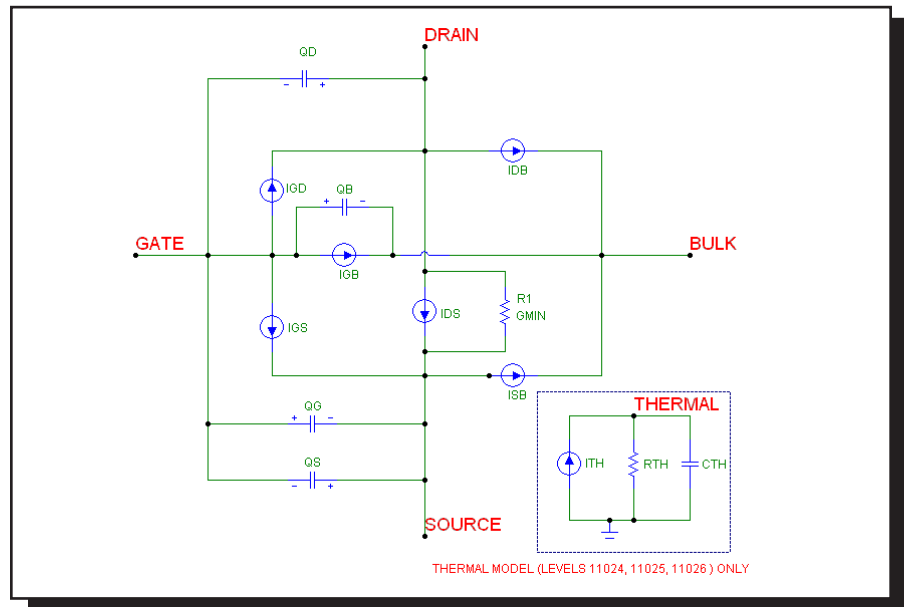 DRAIN
QD
- +
IDB
IGD
QB
+ -
GATE
BULK
IGB
R1
GMIN
IDS
IGS
ISB
QG
+ -
THERMAL
QS
- +
ITH
RTH
CTH
SOURCE
THERMAL MODEL (LEVELS 11024, 11025, 11026 ) ONLY